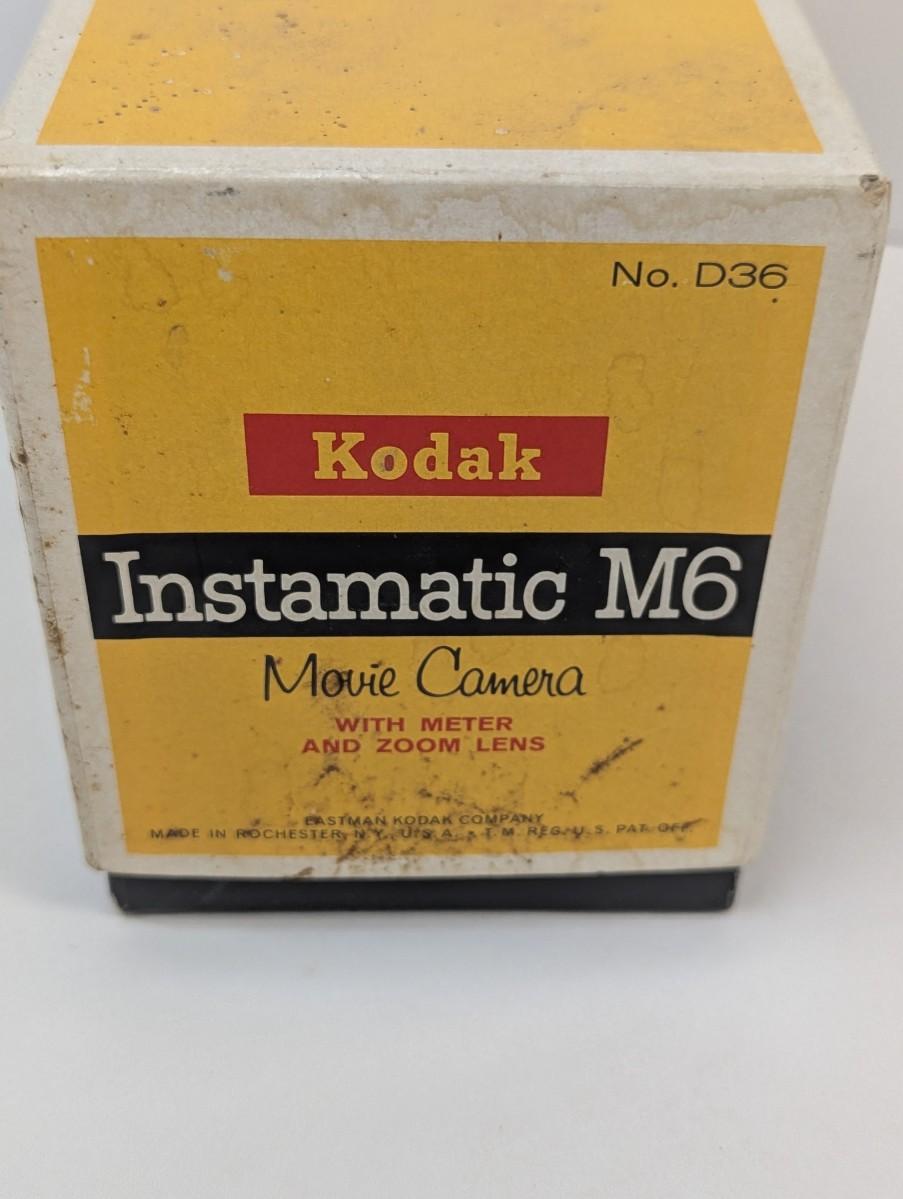 No. D36
Kodak
Instamatic M6
Movie Camera
WITH METER
AND ZOOM LENS
EASTMAN KODAK COMPANY
MADE IN ROCHESTER, N.Y., U.S.A. • T.M. REG. U.S. PAT. OFF.